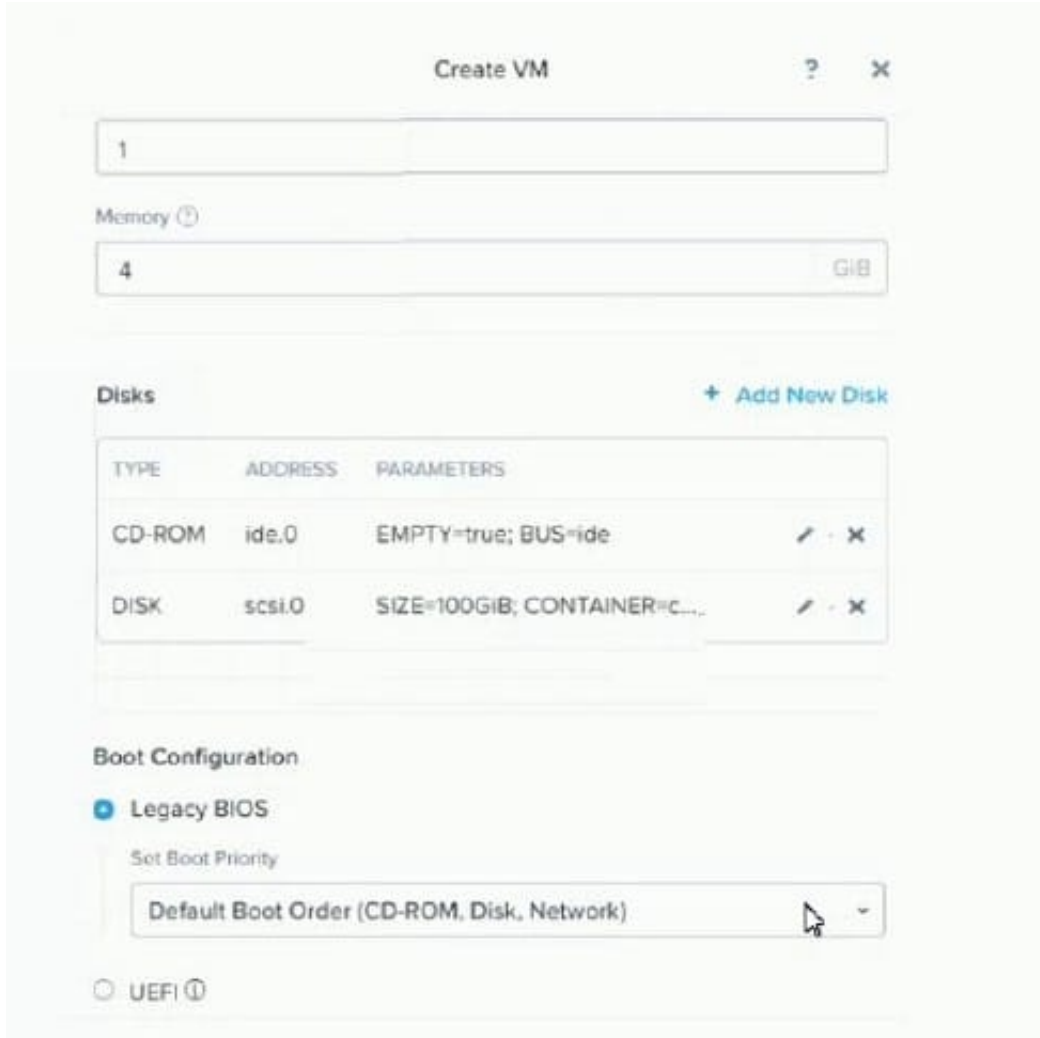 Create VM ? ×
1
Memory ?
4 GiB
Disks + Add New Disk
TYPE ADDRESS PARAMETERS
CD-ROM ide.0 EMPTY=true; BUS=ide
DISK scsi.0 SIZE=100GiB; CONTAINER=c...
Boot Configuration
Legacy BIOS
Set Boot Priority
Default Boot Order (CD-ROM, Disk, Network)
UEFI